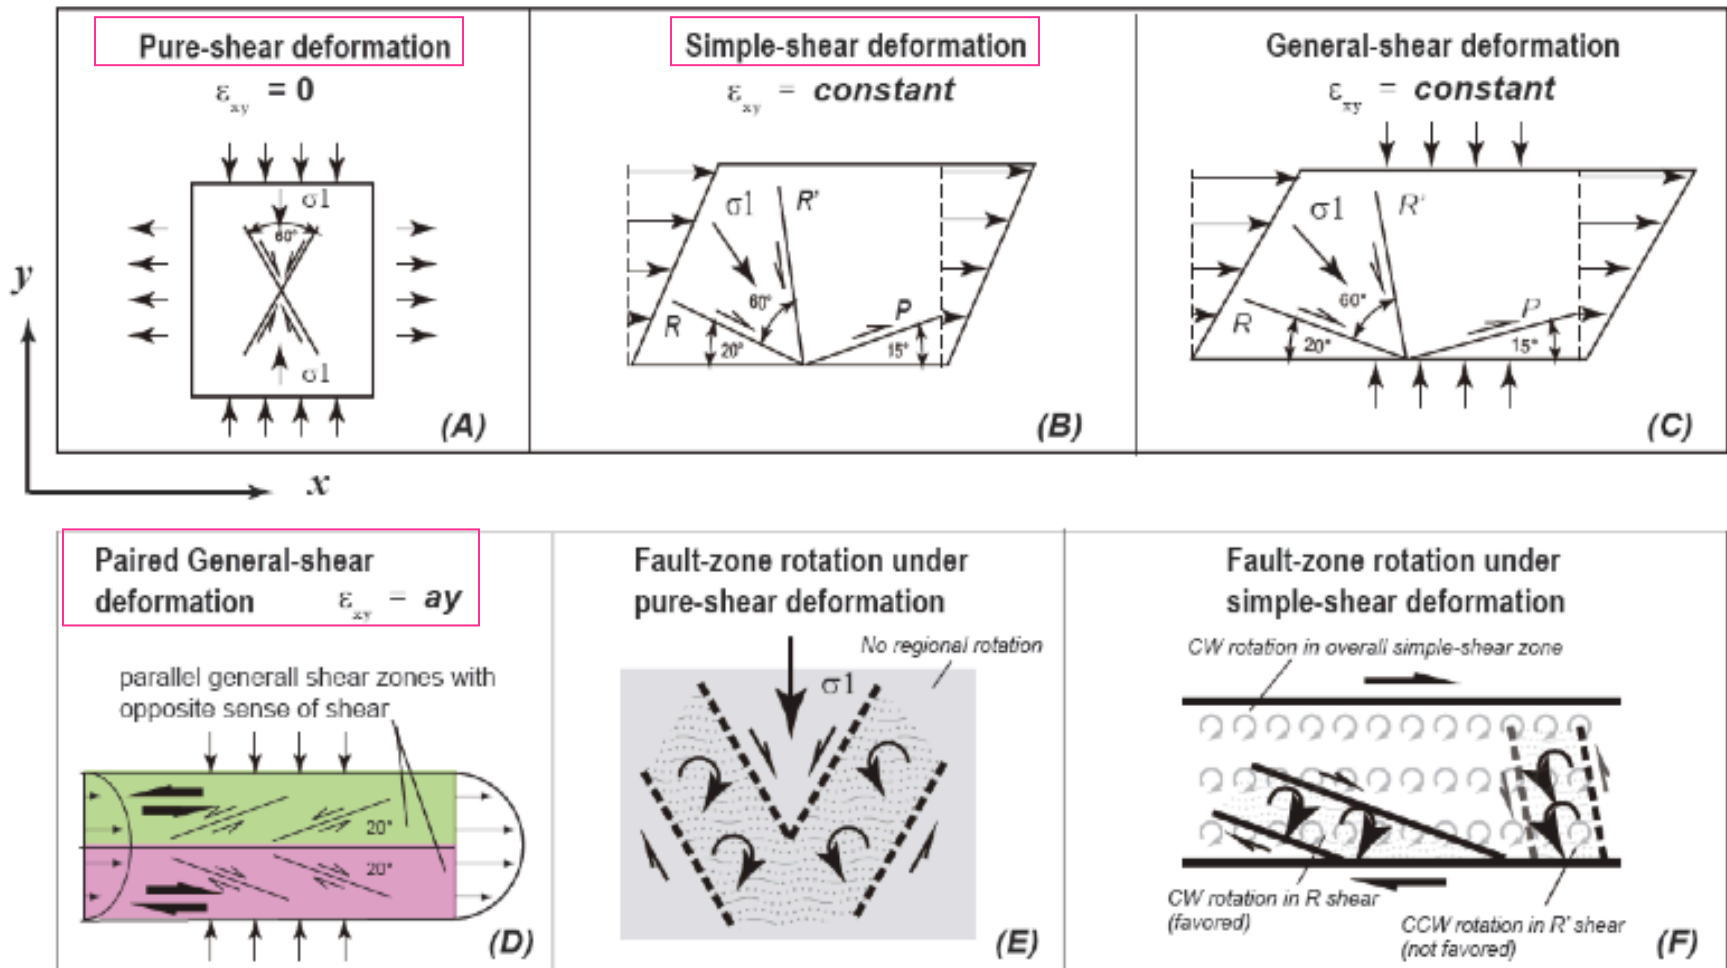 Pure-shear deformation
εxy = 0
σ1
60°
σ1
(A)
Simple-shear deformation
εxy = constant
σ1
R'
60°
R
20°
P
15°
(B)
General-shear deformation
εxy = constant
σ1
R'
60°
R
20°
P
15°
(C)
y
x
Paired General-shear
deformation εxy = ay
parallel generall shear zones with
opposite sense of shear
20°
20°
(D)
Fault-zone rotation under
pure-shear deformation
No regional rotation
σ1
(E)
Fault-zone rotation under
simple-shear deformation
CW rotation in overall simple-shear zone
CW rotation in R shear
(favored)
CCW rotation in R' shear
(not favored)
(F)